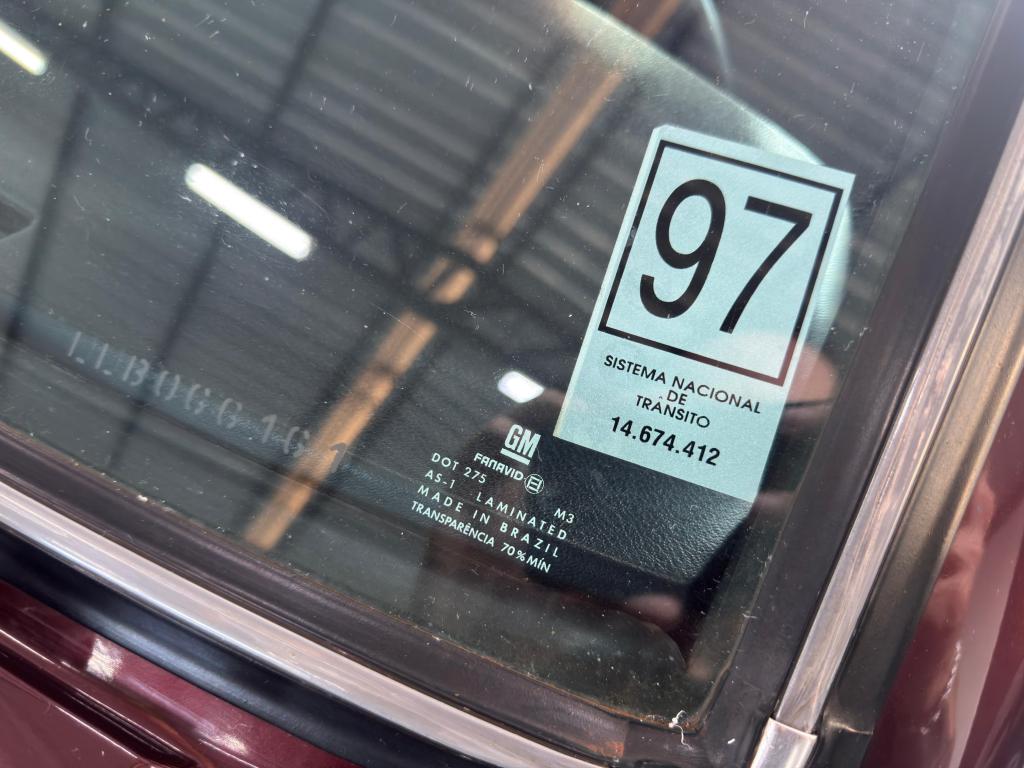 97
SISTEMA NACIONAL
DE
TRÂNSITO
14.674.412
GM
FANAVID
DOT 275 M3
AS-1 LAMINATED
MADE IN BRAZIL
TRANSPARÊNCIA 70% MÍN